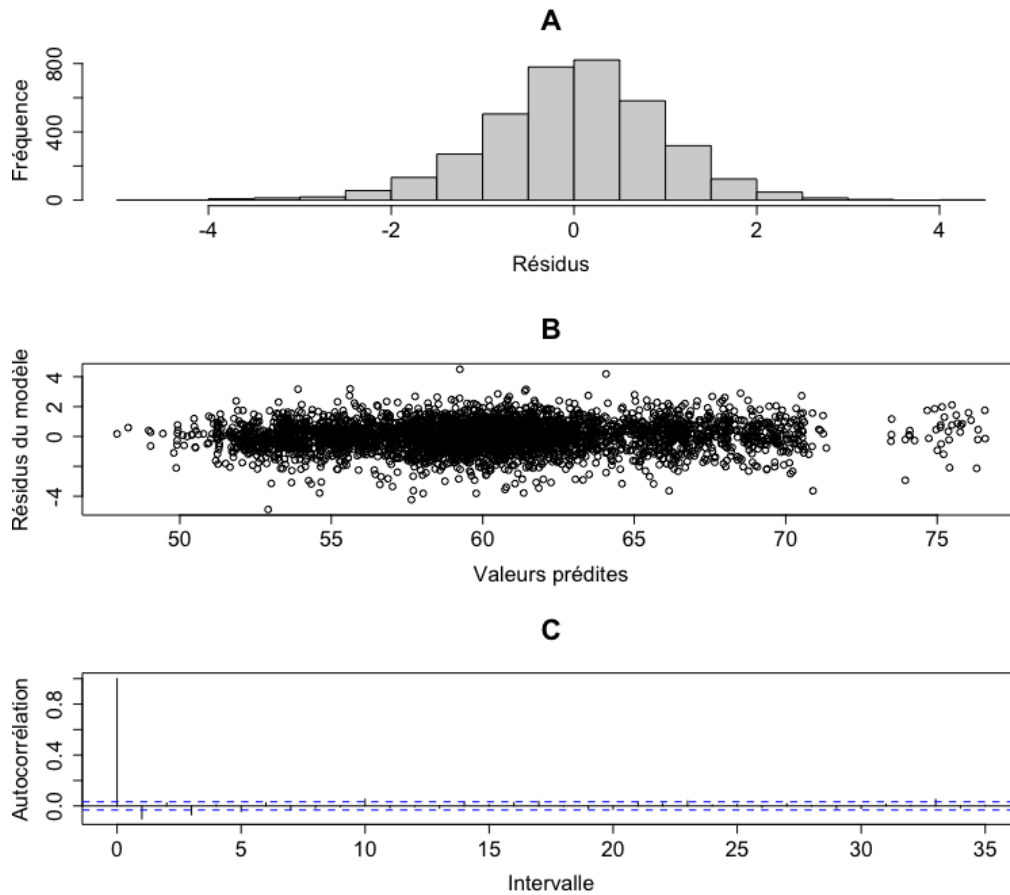 A
Fréquence
800
400
0
-4 -2 0 2 4
Résidus
B
Résidus du modèle
4
2
0
-4
50 55 60 65 70 75
Valeurs prédites
C
Autocorrélation
0.8
0.4
0.0
0 5 10 15 20 25 30 35
Intervalle